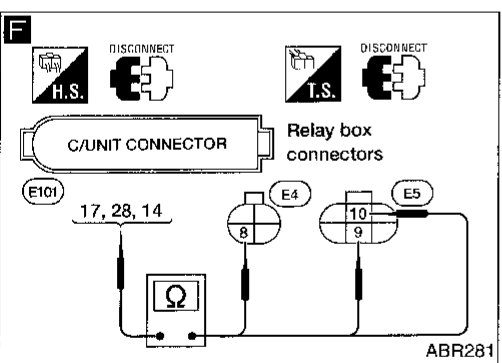 F
DISCONNECT
H.S.
DISCONNECT
T.S.
C/UNIT CONNECTOR
Relay box
connectors
E101
17, 28, 14
E4
8
E5
10
9
Ω
ABR281